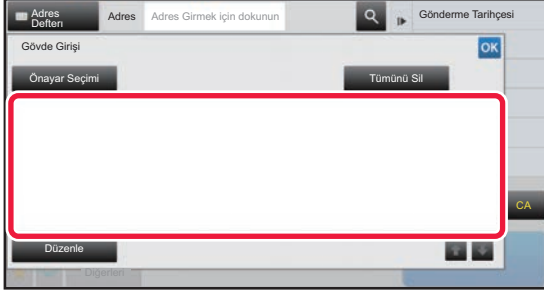 Adres
Defteri
Adres
Adres Girmek için dokunun
Gönderme Tarihçesi
Gövde Girişi
OK
Önayar Seçimi
Tümünü Sil
CA
Düzenle
Diğerleri